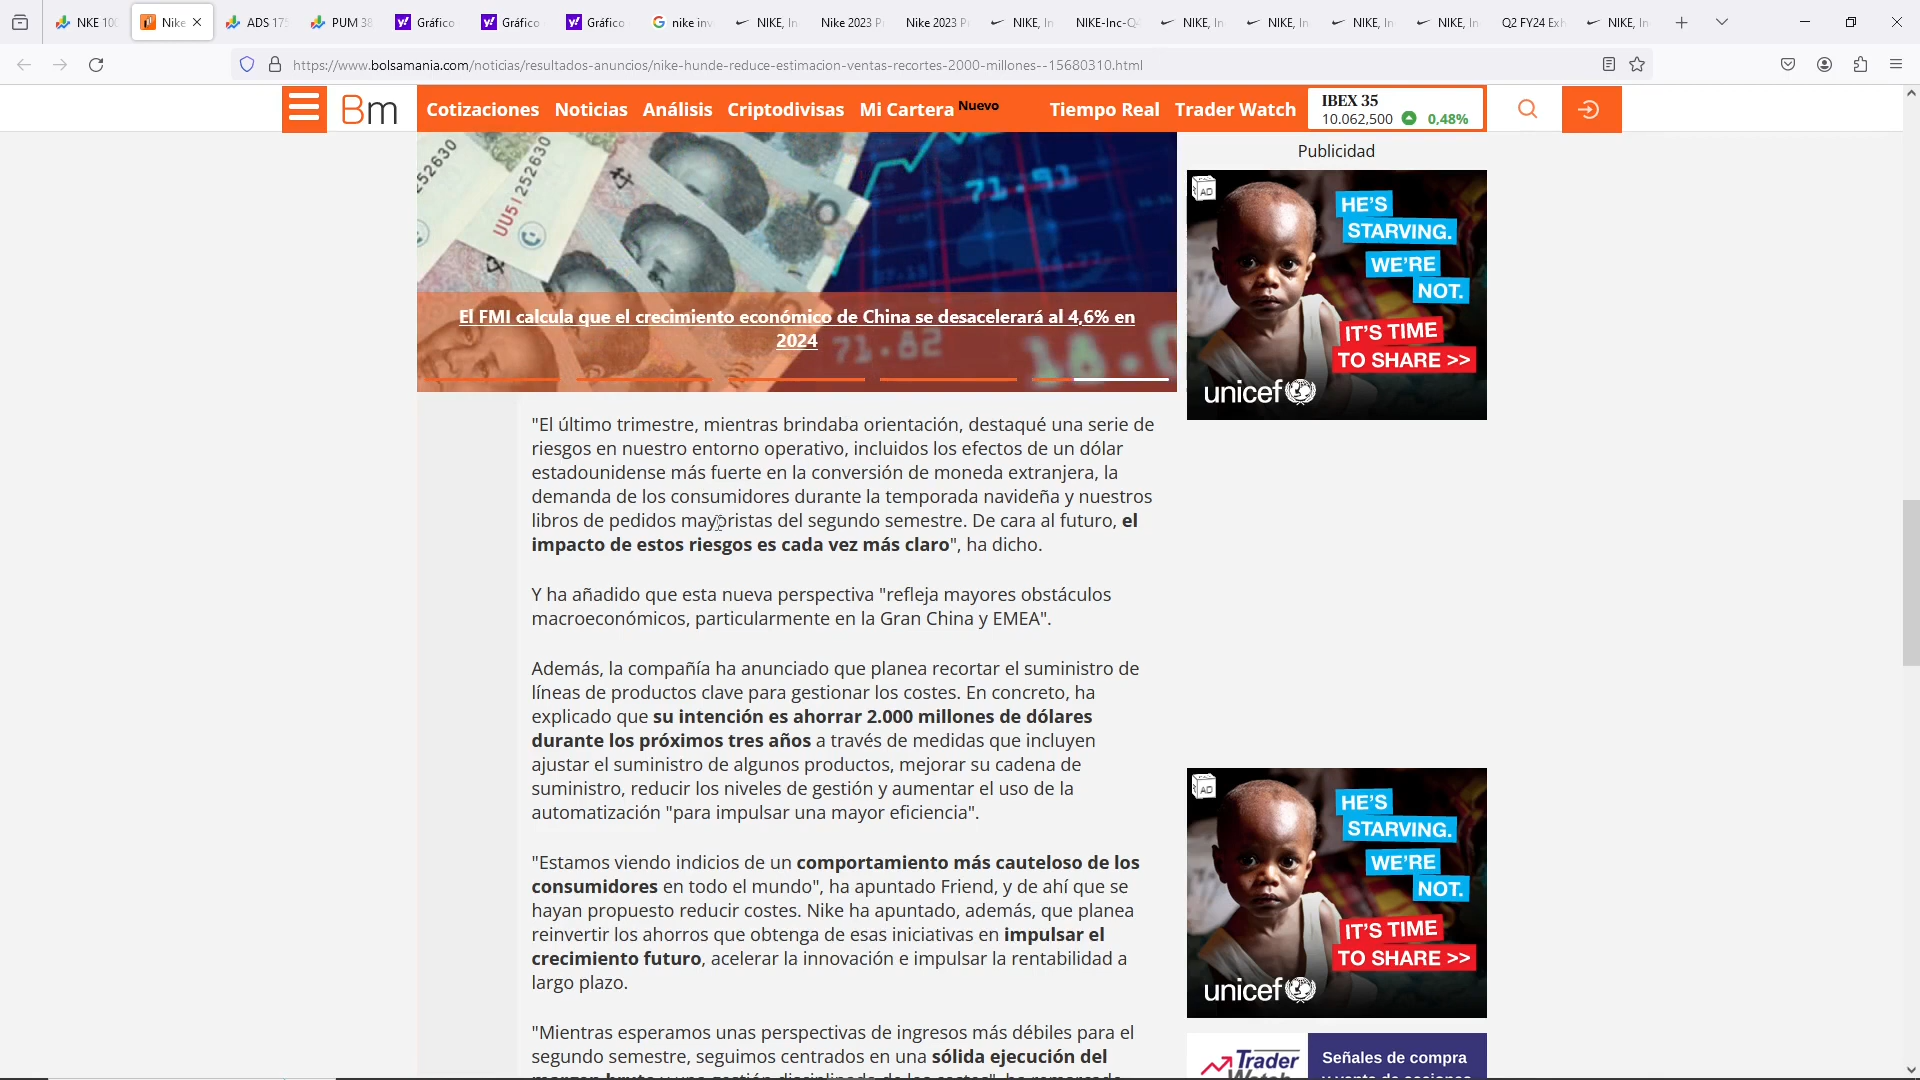 NKE 100
Nike
ADS 175
PUM 38
Gráfico
Gráfico
Gráfico
nike inv
NIKE, In
Nike 2023 P
Nike 2023 P
NIKE, In
NIKE-Inc-Q4
NIKE, In
NIKE, In
NIKE, In
NIKE, In
Q2 FY24 Exh
NIKE, In
https://www.bolsamania.com/noticias/resultados-anuncios/nike-hunde-reduce-estimacion-ventas-recortes-2000-millones--15680310.html
Bm
Cotizaciones Noticias Análisis Criptodivisas Mi Cartera Nuevo Tiempo Real Trader Watch
IBEX 35
10.062,500 0,48%
UU51252630
71.91
71.82
El FMI calcula que el crecimiento económico de China se desacelerará al 4,6% en
2024
"El último trimestre, mientras brindaba orientación, destaqué una serie de
riesgos en nuestro entorno operativo, incluidos los efectos de un dólar
estadounidense más fuerte en la conversión de moneda extranjera, la
demanda de los consumidores durante la temporada navideña y nuestros
libros de pedidos mayoristas del segundo semestre. De cara al futuro, el
impacto de estos riesgos es cada vez más claro", ha dicho.
Y ha añadido que esta nueva perspectiva "refleja mayores obstáculos
macroeconómicos, particularmente en la Gran China y EMEA".
Además, la compañía ha anunciado que planea recortar el suministro de
líneas de productos clave para gestionar los costes. En concreto, ha
explicado que su intención es ahorrar 2.000 millones de dólares
durante los próximos tres años a través de medidas que incluyen
ajustar el suministro de algunos productos, mejorar su cadena de
suministro, reducir los niveles de gestión y aumentar el uso de la
automatización "para impulsar una mayor eficiencia".
"Estamos viendo indicios de un comportamiento más cauteloso de los
consumidores en todo el mundo", ha apuntado Friend, y de ahí que se
hayan propuesto reducir costes. Nike ha apuntado, además, que planea
reinvertir los ahorros que obtenga de esas iniciativas en impulsar el
crecimiento futuro, acelerar la innovación e impulsar la rentabilidad a
largo plazo.
"Mientras esperamos unas perspectivas de ingresos más débiles para el
segundo semestre, seguimos centrados en una sólida ejecución del
Publicidad
AD
HE'S
STARVING.
WE'RE
NOT.
IT'S TIME
TO SHARE >>
unicef
AD
HE'S
STARVING.
WE'RE
NOT.
IT'S TIME
TO SHARE >>
unicef
Trader
Señales de compra